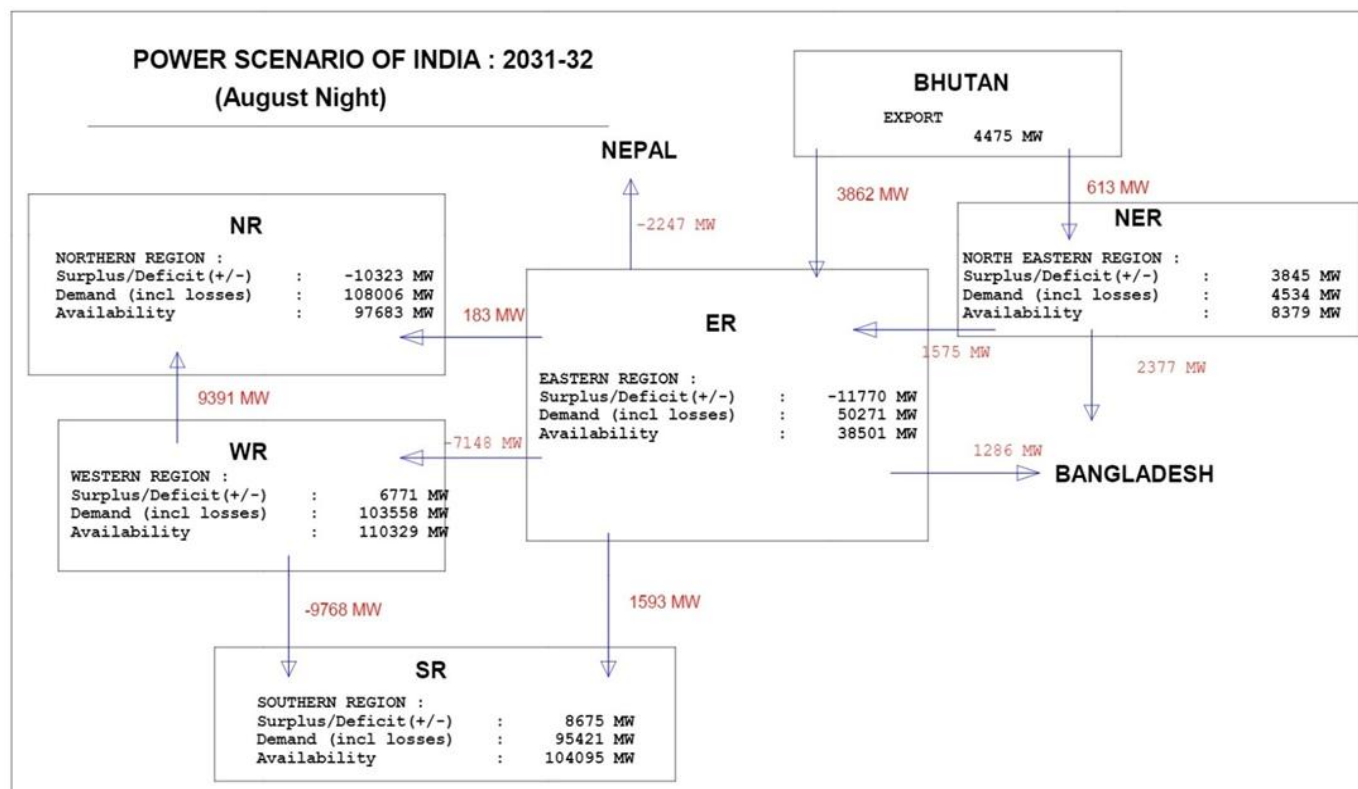 POWER SCENARIO OF INDIA : 2031-32
(August Night)
BHUTAN
EXPORT
4475 MW
NEPAL
3862 MW
613 MW
-2247 MW
NR
NORTHERN REGION :
Surplus/Deficit(+/-) : -10323 MW
Demand (incl losses) : 108006 MW
Availability : 97683 MW
NER
NORTH EASTERN REGION :
Surplus/Deficit(+/-) : 3845 MW
Demand (incl losses) : 4534 MW
Availability : 8379 MW
183 MW
ER
EASTERN REGION :
Surplus/Deficit(+/-) : -11770 MW
Demand (incl losses) : 50271 MW
Availability : 38501 MW
1575 MW
2377 MW
9391 MW
-7148 MW
1286 MW
BANGLADESH
WR
WESTERN REGION :
Surplus/Deficit(+/-) : 6771 MW
Demand (incl losses) : 103558 MW
Availability : 110329 MW
-9768 MW
1593 MW
SR
SOUTHERN REGION :
Surplus/Deficit(+/-) : 8675 MW
Demand (incl losses) : 95421 MW
Availability : 104095 MW